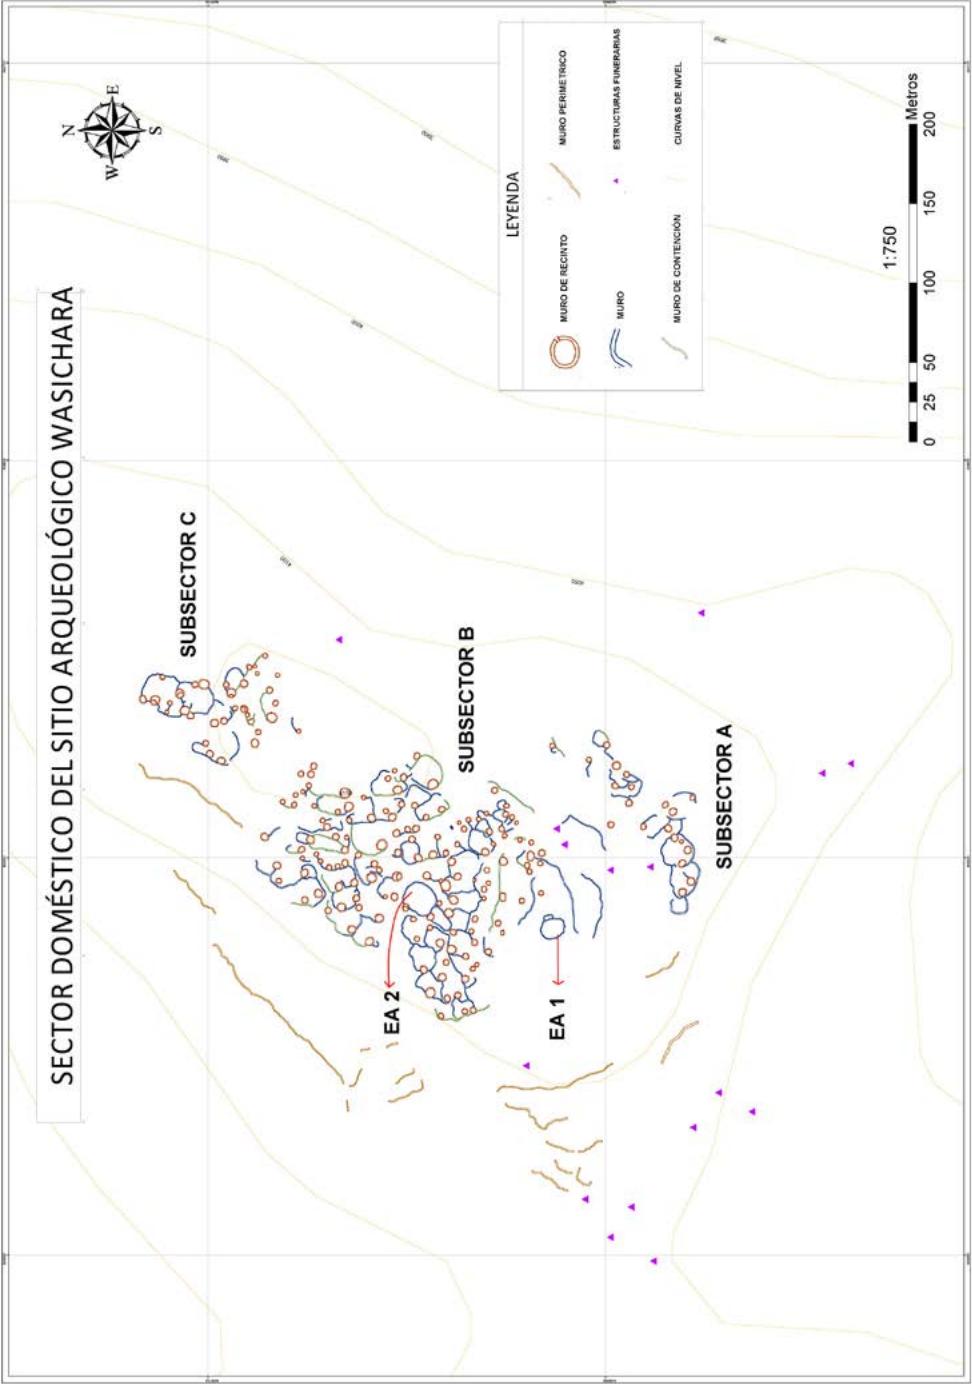 SECTOR DOMÉSTICO DEL SITIO ARQUEOLÓGICO WASICHARA
N
W
E
S
SUBSECTOR C
SUBSECTOR B
SUBSECTOR A
EA 2
EA 1
LEYENDA
MURO DE RECINTO
MURO PERIMETRICO
MURO
ESTRUCTURAS FUNERARIAS
MURO DE CONTENCIÓN
CURVAS DE NIVEL
1:750
0 25 50 100 150 200
Metros